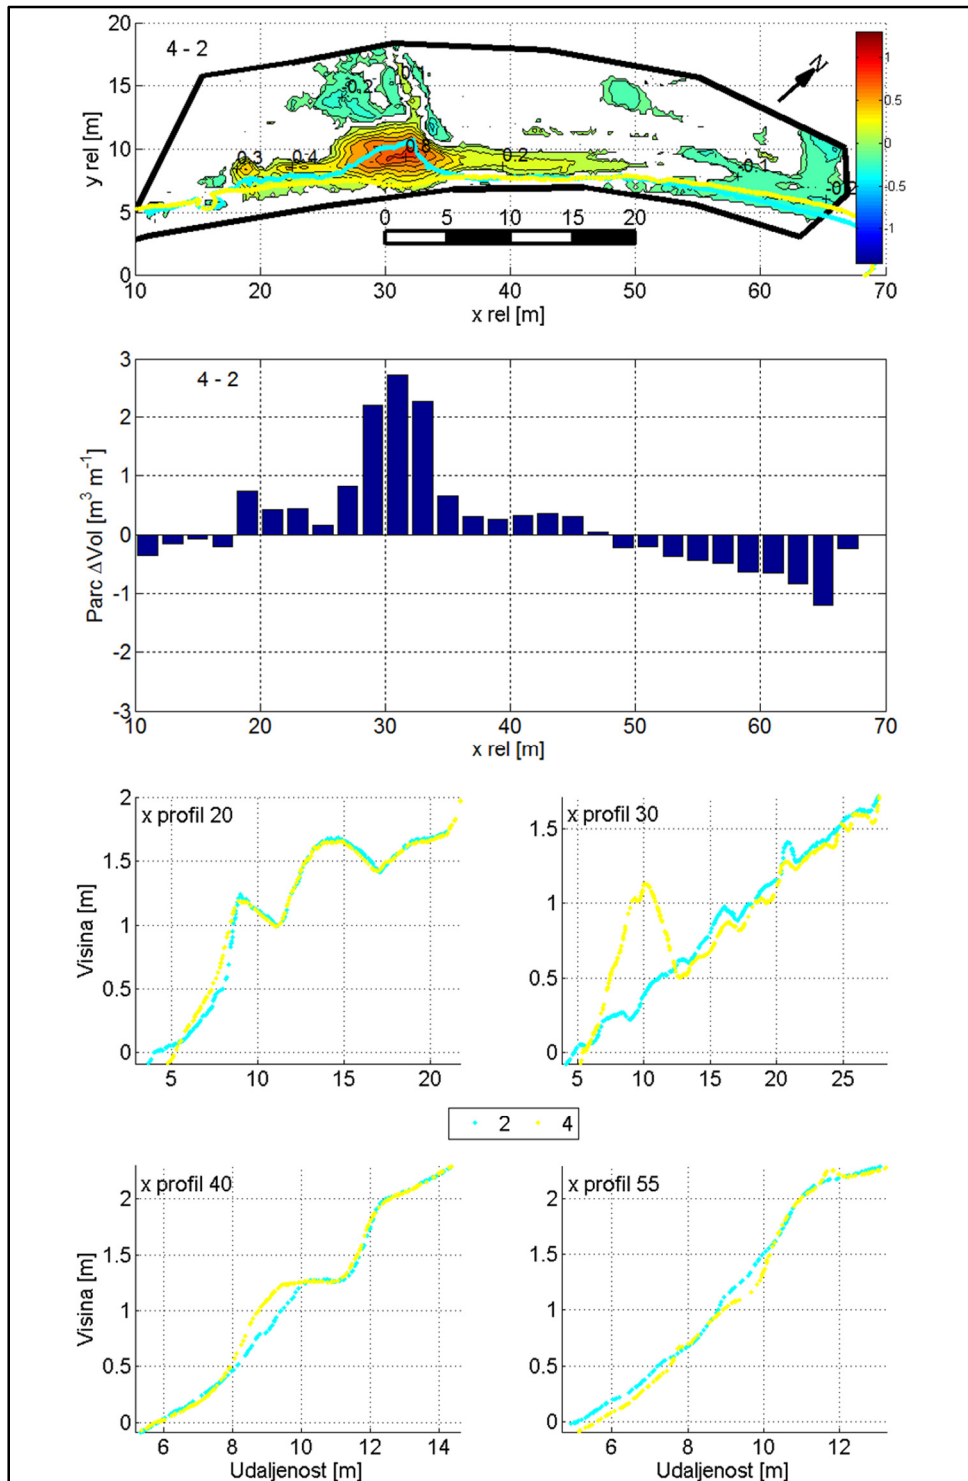 20
4 - 2
15
y rel [m]
10
5
0
0.2
0.1
0.3
0.4
0.8
0.2
0.1
-0.2
N
1
0.5
0
-0.5
-1
0 5 10 15 20
10 20 30 40 50 60 70
x rel [m]
3
4 - 2
2
1
Parc ΔVol [m³ m⁻¹]
0
-1
-2
-3
10 20 30 40 50 60 70
x rel [m]
2
x profil 20
1.5
Visina [m]
1
0.5
0
5 10 15 20
x profil 30
1.5
1
0.5
0
5 10 15 20 25
2 4
x profil 40
2
1.5
Visina [m]
1
0.5
0
6 8 10 12 14
Udaljenost [m]
x profil 55
2
1.5
1
0.5
0
6 8 10 12
Udaljenost [m]